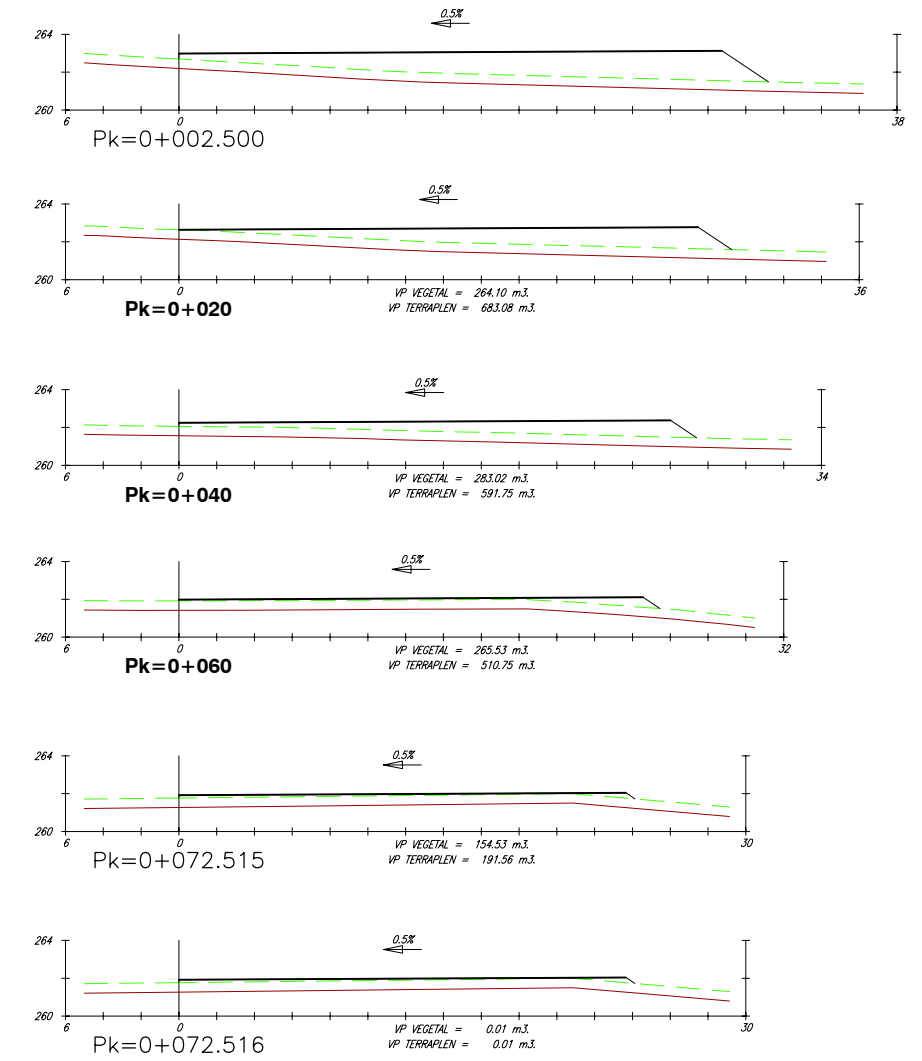 0.5%
264
260
6 0 38
Pk=0+002.500
0.5%
264
260
6 0 36
Pk=0+020
VP VEGETAL = 264.10 m3.
VP TERRAPLEN = 683.08 m3.
0.5%
264
260
6 0 34
Pk=0+040
VP VEGETAL = 283.02 m3.
VP TERRAPLEN = 591.75 m3.
0.5%
264
260
6 0 32
Pk=0+060
VP VEGETAL = 265.53 m3.
VP TERRAPLEN = 510.75 m3.
0.5%
264
260
6 0 30
Pk=0+072.515
VP VEGETAL = 154.53 m3.
VP TERRAPLEN = 191.56 m3.
0.5%
264
260
6 0 30
Pk=0+072.516
VP VEGETAL = 0.01 m3.
VP TERRAPLEN = 0.01 m3.